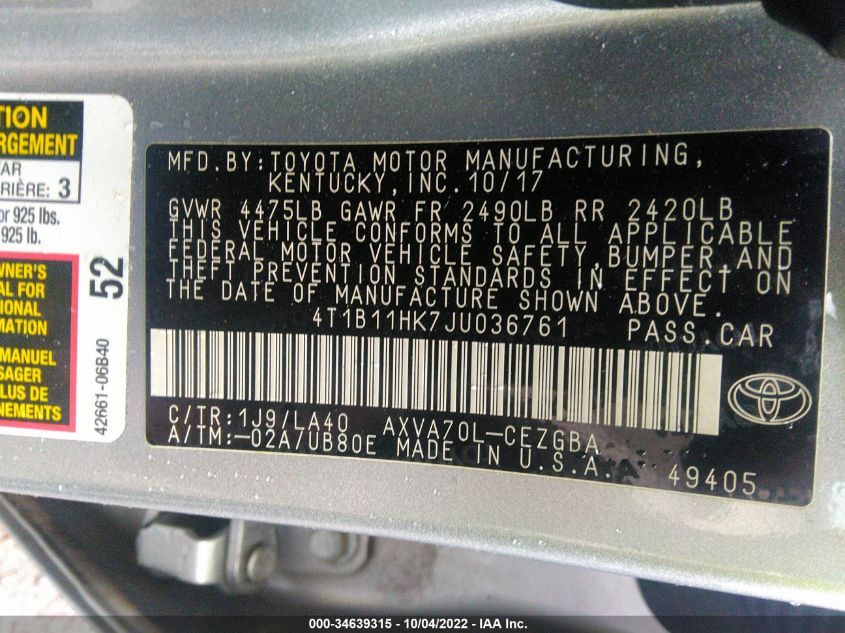 TION
RGEMENT
AR
RIÈRE: 3
or 925 lbs.
925 lb.
WNER'S
AL FOR
IONAL
MATION
MANUEL
SAGER
LUS DE
NEMENTS
52
42661-06B40
MFD. BY: TOYOTA MOTOR MANUFACTURING,
KENTUCKY, INC. 10/17
GVWR 4475LB GAWR FR 2490LB RR 2420LB
THIS VEHICLE CONFORMS TO ALL APPLICABLE
FEDERAL MOTOR VEHICLE SAFETY, BUMPER, AND
THEFT PREVENTION STANDARDS IN EFFECT ON
THE DATE OF MANUFACTURE SHOWN ABOVE.
4T1B11HK7JU036761 PASS. CAR
C/TR: 1J9/LA40 AXVA70L-CEZGBA
A/TM: -02A/UB80E MADE IN U.S.A.
49405
000-34639315 - 10/04/2022 - IAA Inc.